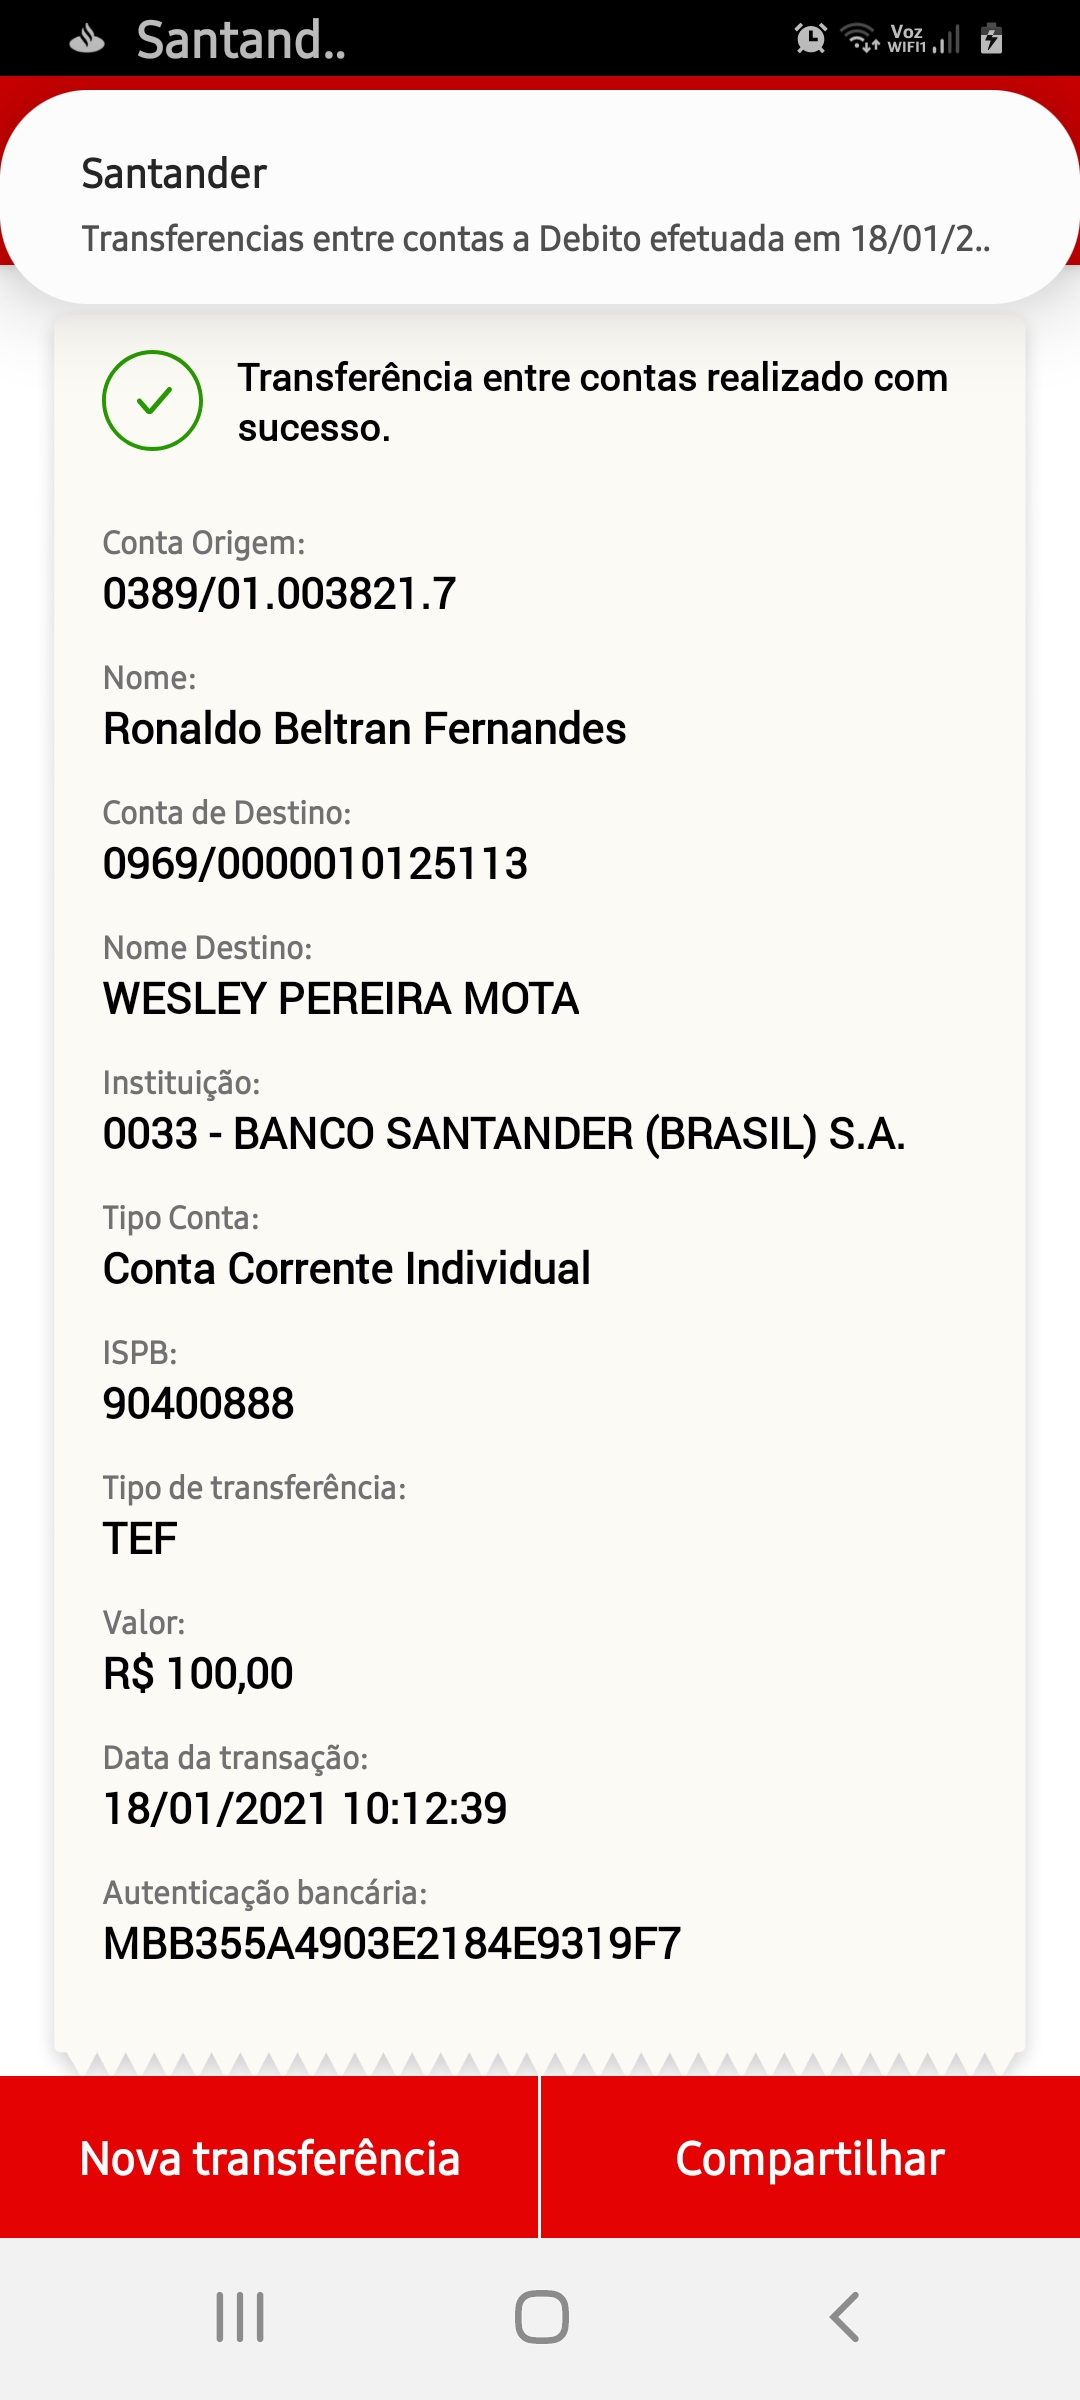 Santand..
Voz
WIFI1
Santander
Transferencias entre contas a Debito efetuada em 18/01/2..
Transferência entre contas realizado com
sucesso.
Conta Origem:
0389/01.003821.7
Nome:
Ronaldo Beltran Fernandes
Conta de Destino:
0969/0000010125113
Nome Destino:
WESLEY PEREIRA MOTA
Instituição:
0033 - BANCO SANTANDER (BRASIL) S.A.
Tipo Conta:
Conta Corrente Individual
ISPB:
90400888
Tipo de transferência:
TEF
Valor:
R$ 100,00
Data da transação:
18/01/2021 10:12:39
Autenticação bancária:
MBB355A4903E2184E9319F7
Nova transferência
Compartilhar